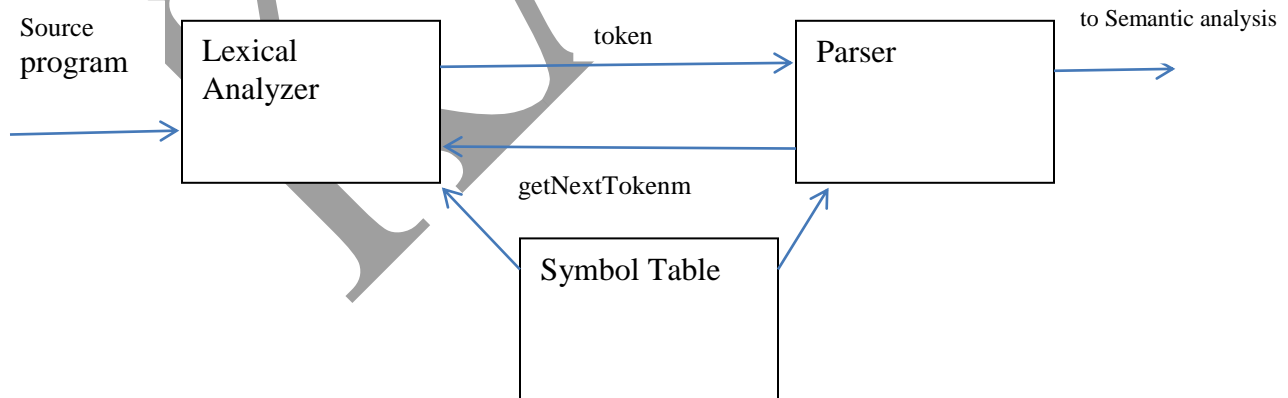 Source
program
Lexical
Analyzer
token
Parser
to Semantic analysis
getNextTokenm
Symbol Table